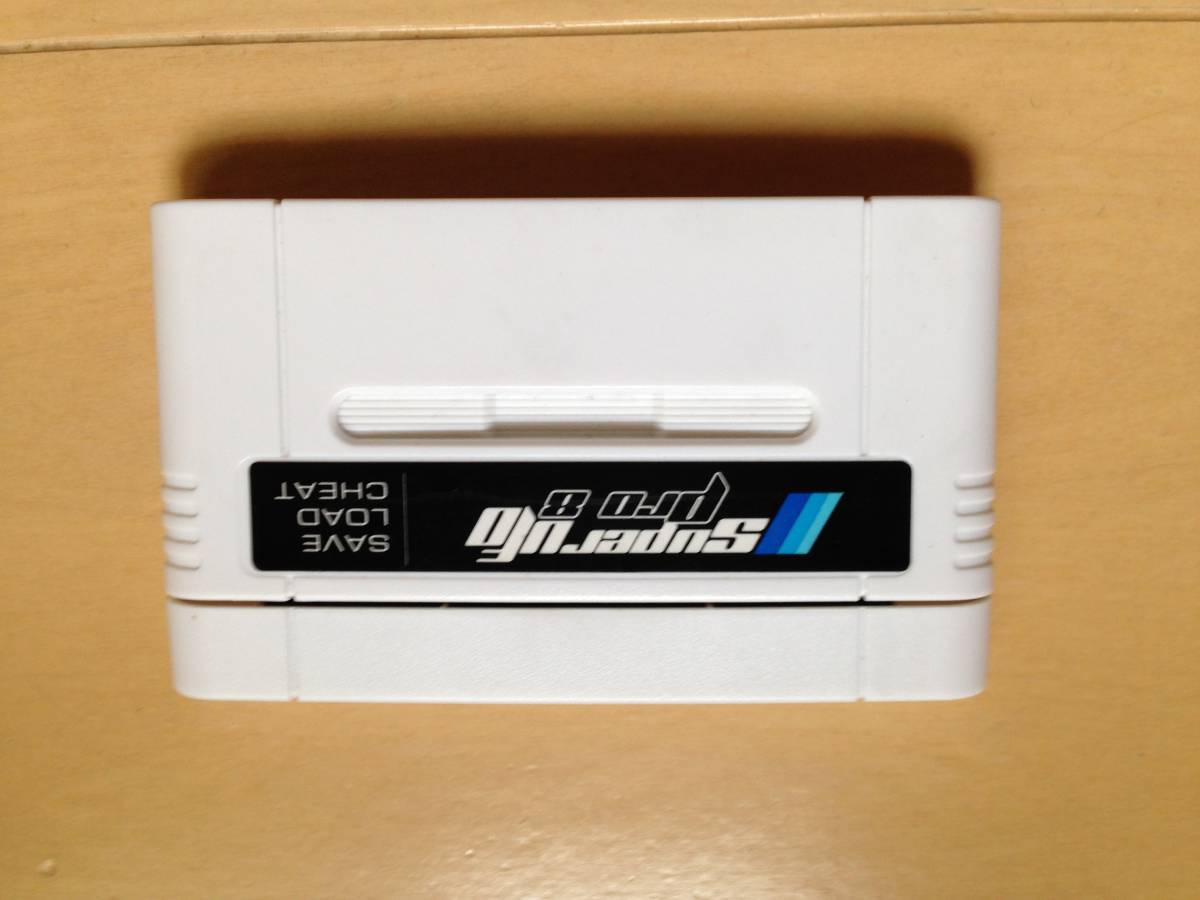 Super Ufo
pro 8
SAVE
LOAD
CHEAT